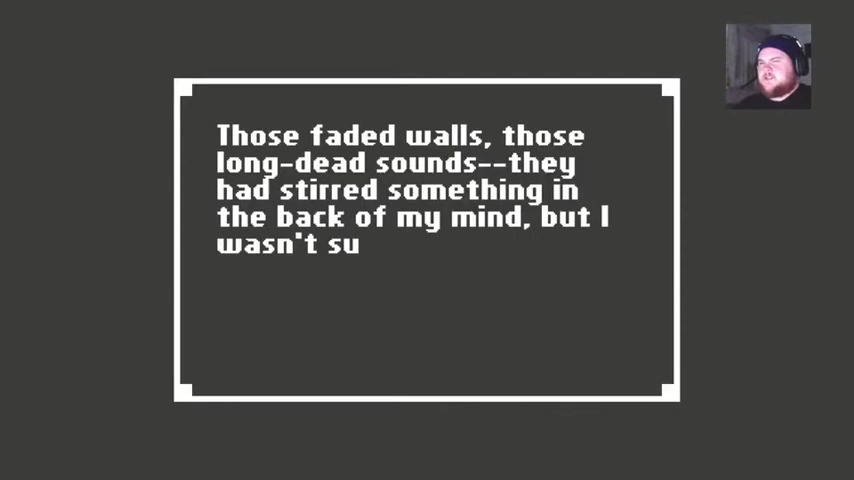 Those faded walls, those
long-dead sounds--they
had stirred something in
the back of my mind, but I
wasn't su